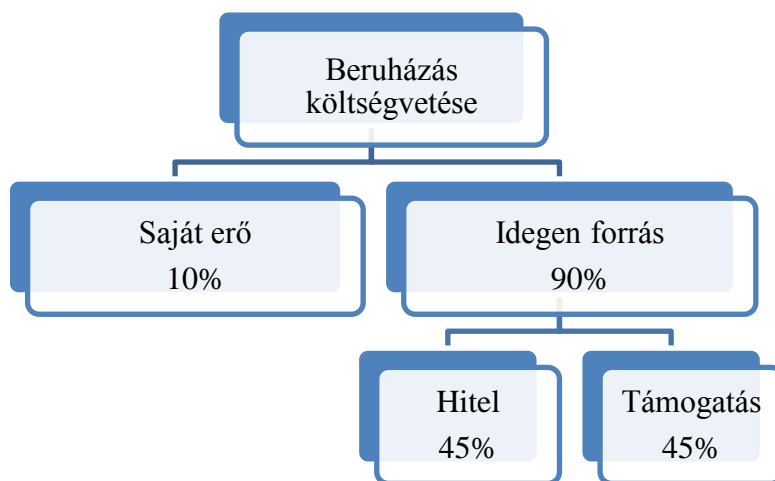 Beruházás
költségvetése
Saját erő
10%
Idegen forrás
90%
Hitel
45%
Támogatás
45%